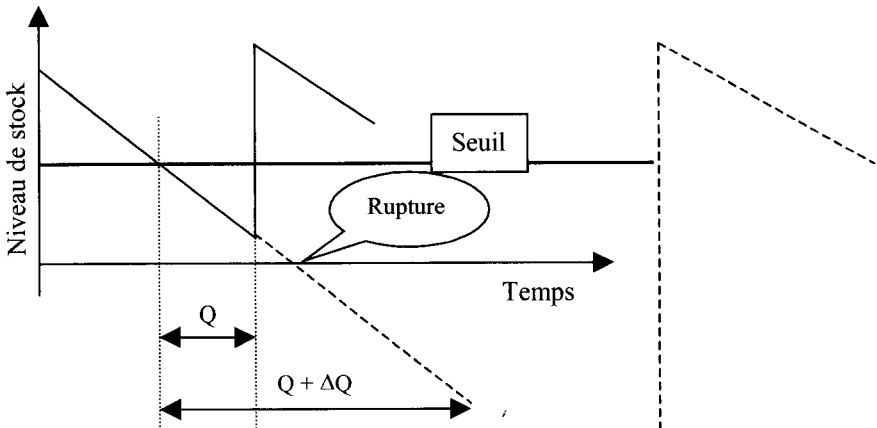 Niveau de stock
Seuil
Rupture
Temps
Q
Q + ΔQ